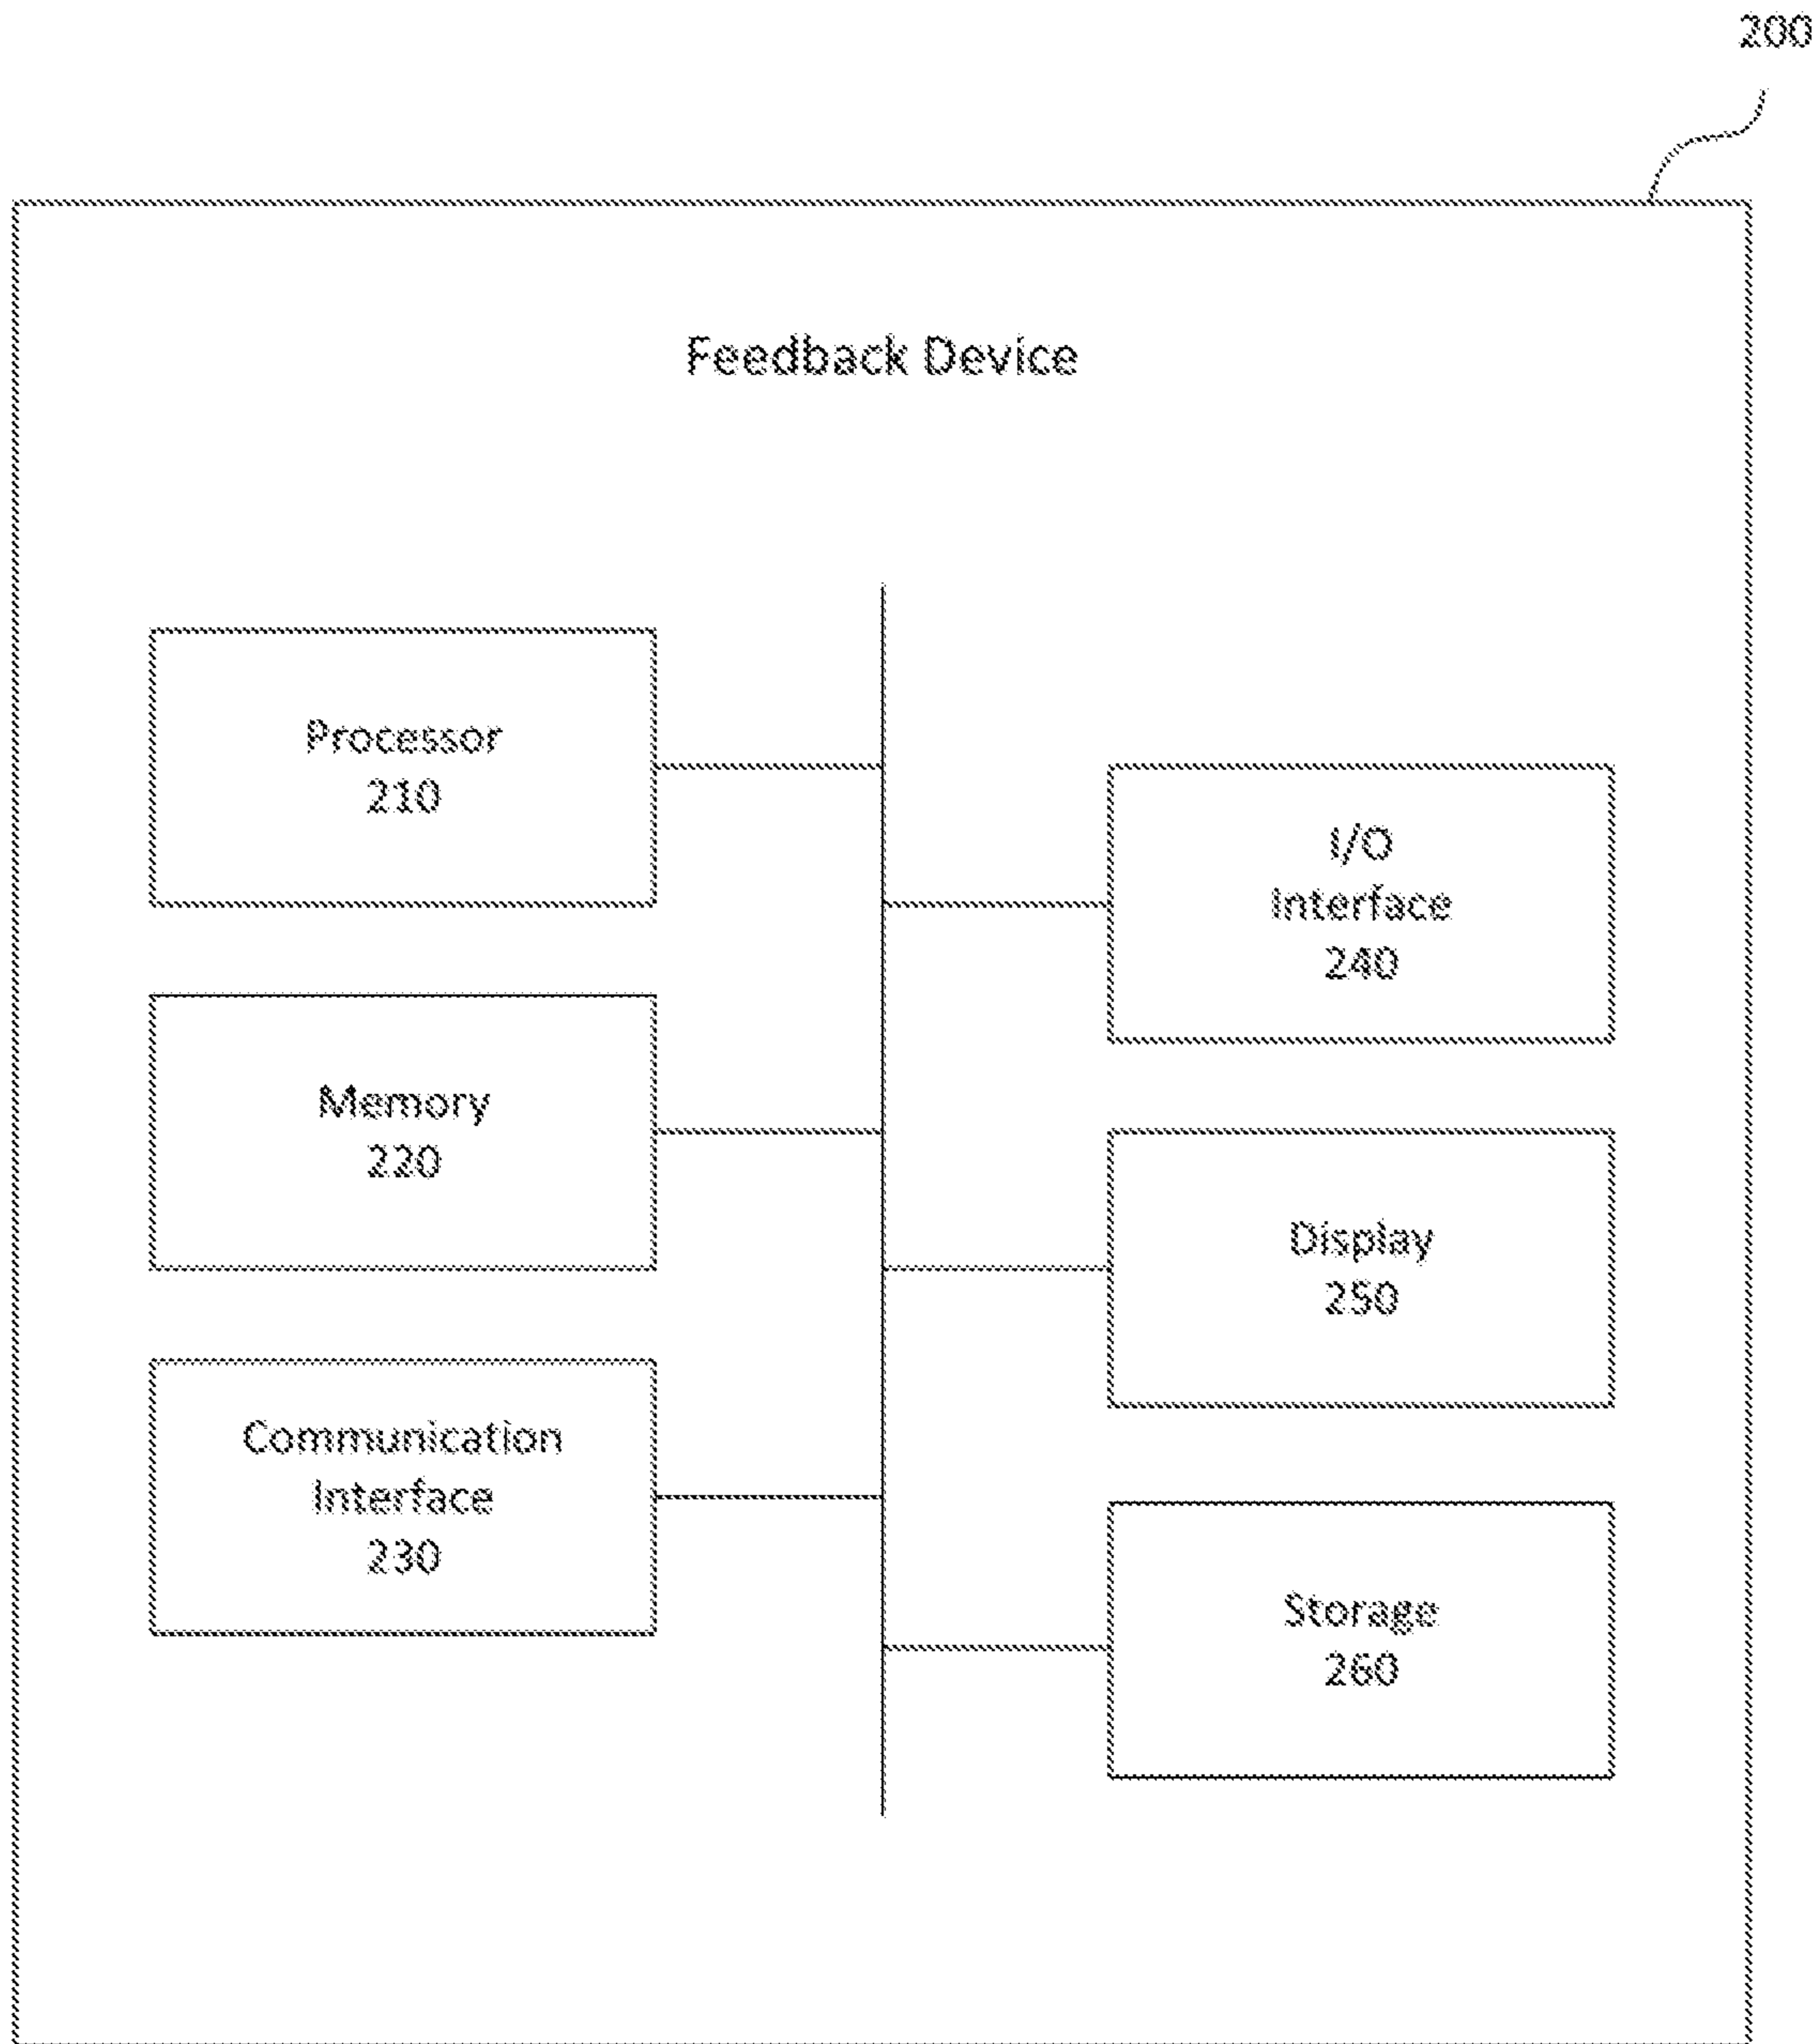 200
Feedback Device
Processor
210
I/O
Interface
240
Memory
220
Display
250
Communication
Interface
230
Storage
260